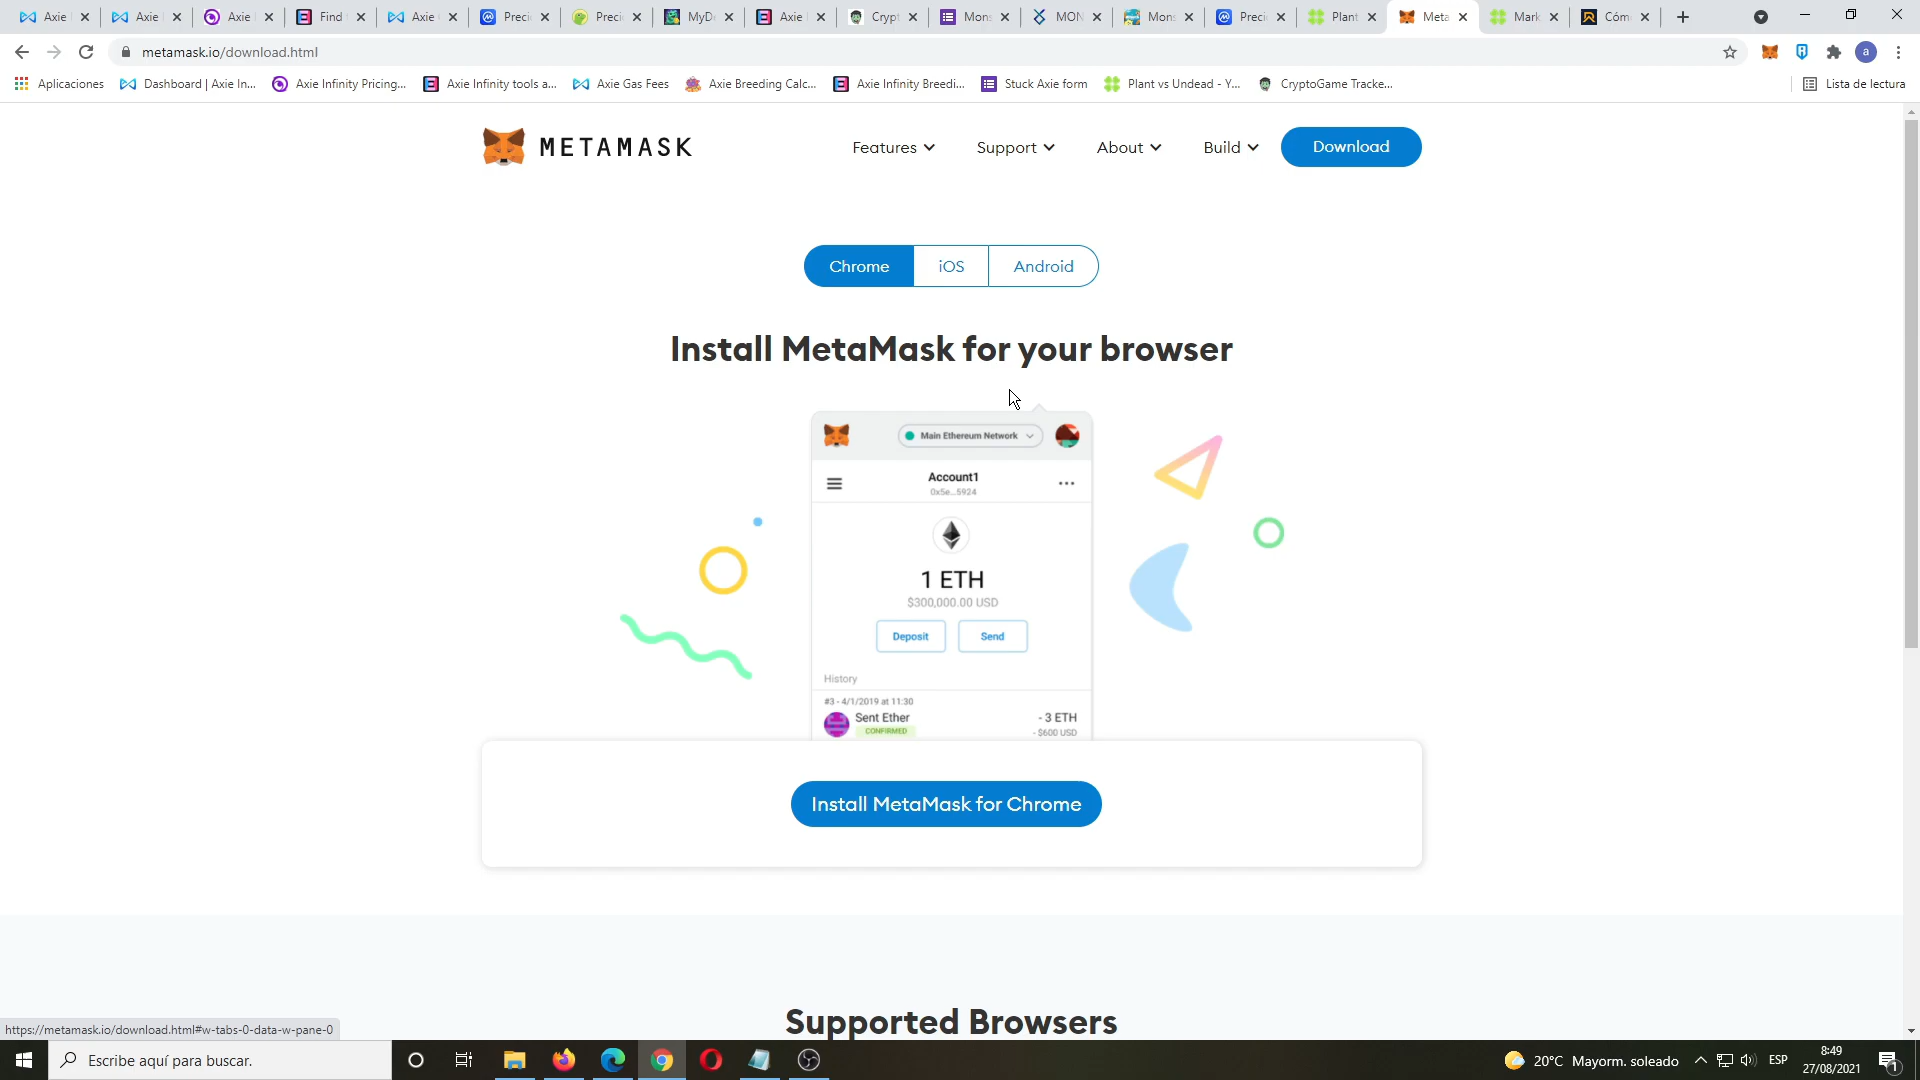 Axie
Axie
Axie
Find
Axie
Preci
Preci
MyD
Axie
Crypt
Mons
MON
Mons
Preci
Plant
Meta
Mark
Cóm
metamask.io/download.html
a
Aplicaciones
Dashboard | Axie In...
Axie Infinity Pricing...
Axie Infinity tools a...
Axie Gas Fees
Axie Breeding Calc...
Axie Infinity Breedi...
Stuck Axie form
Plant vs Undead - Y...
CryptoGame Tracke...
Lista de lectura
METAMASK
Features
Support
About
Build
Download
Chrome
iOS
Android
Install MetaMask for your browser
Main Ethereum Network
Account1
0x5e...5924
1 ETH
$300,000.00 USD
Deposit
Send
History
#3 - 4/1/2019 at 11:30
Sent Ether
- 3 ETH
CONFIRMED
- $600 USD
Install MetaMask for Chrome
Supported Browsers
https://metamask.io/download.html#w-tabs-0-data-w-pane-0
Escribe aquí para buscar.
20°C Mayorm. soleado
ESP
8:49
27/08/2021
1